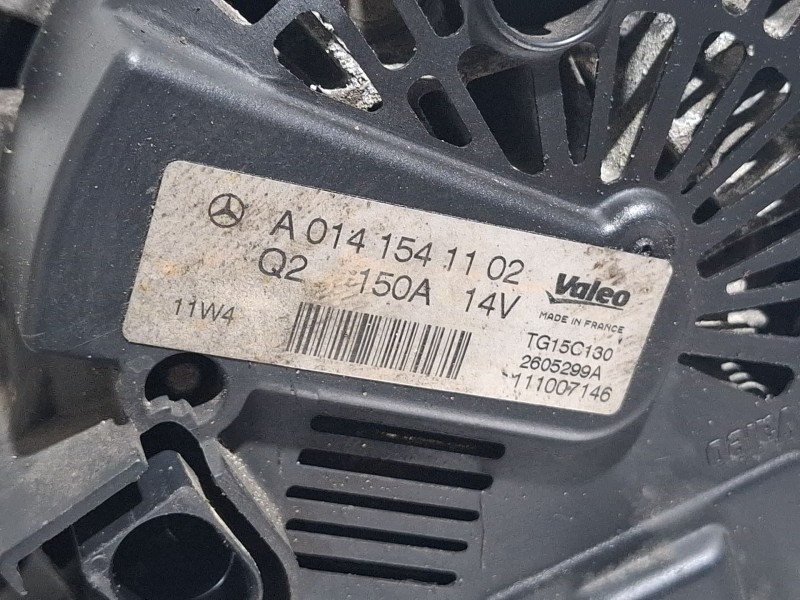 A 014 154 11 02
Q2 150A 14V
Valeo
MADE IN FRANCE
11W4
TG15C130
2605299A
111007146